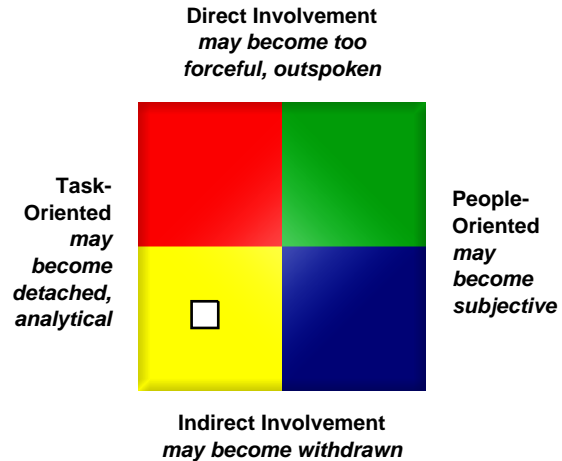 Direct Involvement
may become too
forceful, outspoken
Task-
Oriented
may
become
detached,
analytical
People-
Oriented
may
become
subjective
Indirect Involvement
may become withdrawn